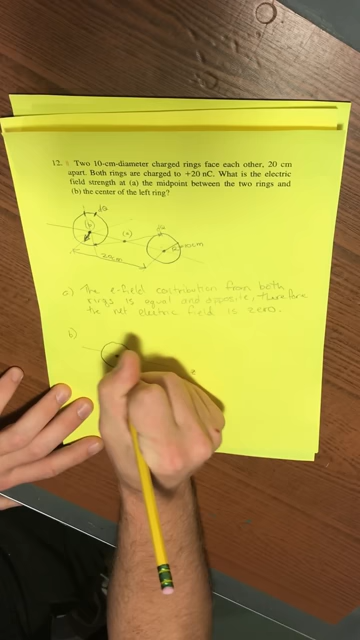 12. Two 10-cm-diameter charged rings face each other, 20 cm
apart. Both rings are charged to +20 nC. What is the electric
field strength at (a) the midpoint between the two rings and
(b) the center of the left ring?
dQ
(b)
(a)
20cm
a) The e-field contribution from both
rings is equal and opposite, therefore
the net electric field is zero.
b)